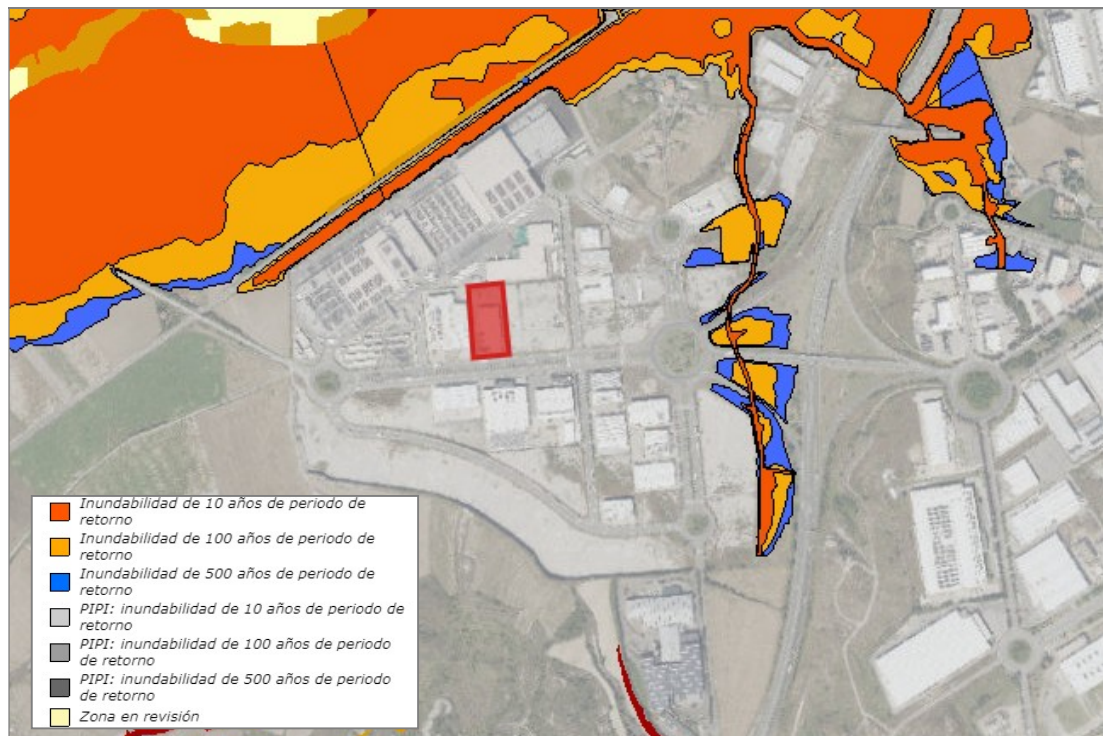 Inundabilidad de 10 años de periodo de
retorno
Inundabilidad de 100 años de periodo de
retorno
Inundabilidad de 500 años de periodo de
retorno
PIPI: inundabilidad de 10 años de periodo de
retorno
PIPI: inundabilidad de 100 años de periodo
de retorno
PIPI: inundabilidad de 500 años de periodo
de retorno
Zona en revisión